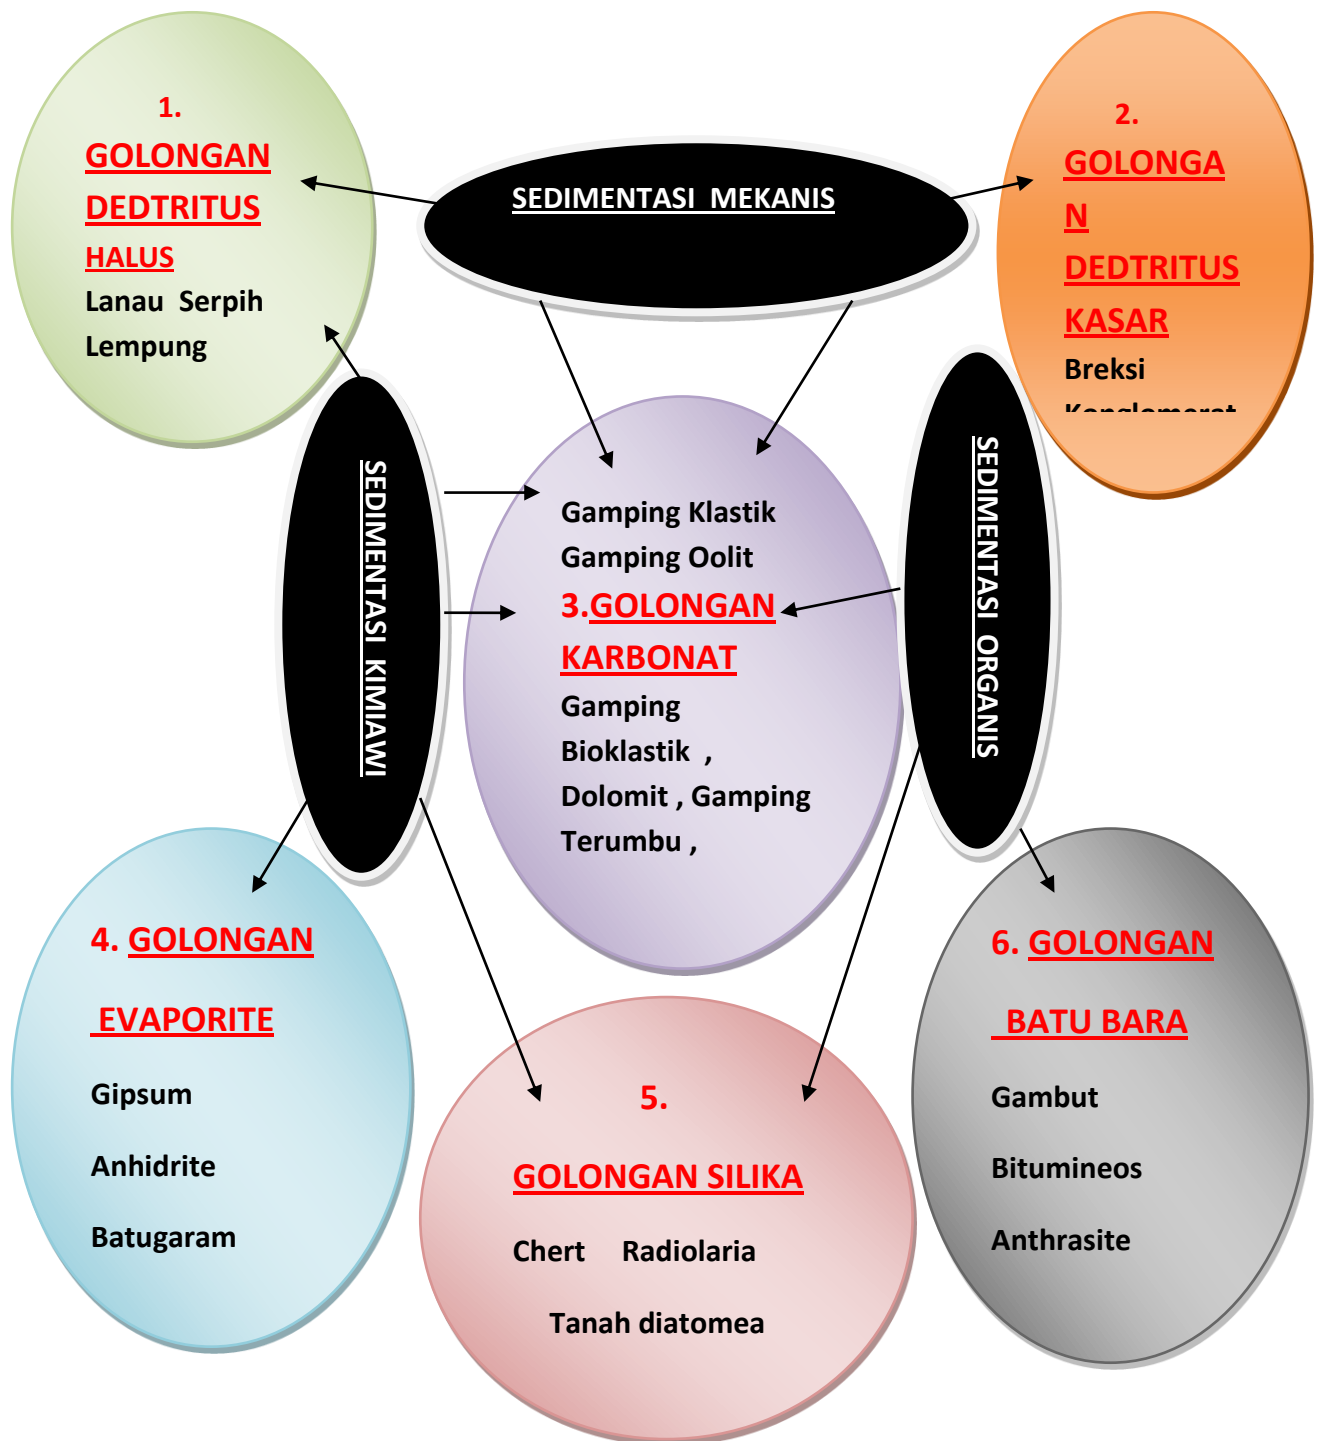 1.
GOLONGAN
DEDTRITUS
HALUS
Lanau Serpih
Lempung
SEDIMENTASI MEKANIS
2.
GOLONGA
N
DEDTRITUS
KASAR
Breksi
Konglomerat
SEDIMENTASI KIMIAWI
Gamping Klastik
Gamping Oolit
3.GOLONGAN
KARBONAT
Gamping
Bioklastik ,
Dolomit , Gamping
Terumbu ,
SEDIMENTASI ORGANIS
4. GOLONGAN
EVAPORITE
Gipsum
Anhidrite
Batugaram
5.
GOLONGAN SILIKA
Chert Radiolaria
Tanah diatomea
6. GOLONGAN
BATU BARA
Gambut
Bitumineos
Anthrasite